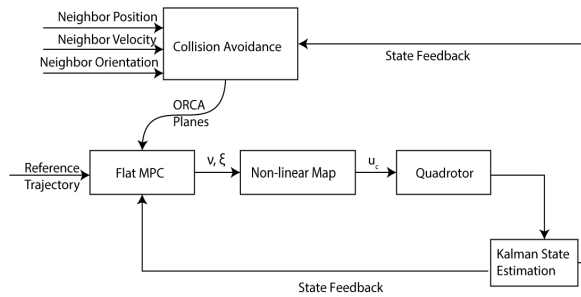 Neighbor Position
Neighbor Velocity
Neighbor Orientation
Collision Avoidance
State Feedback
ORCA
Planes
Reference
Trajectory
Flat MPC
ν, ξ
Non-linear Map
u_c
Quadrotor
Kalman State
Estimation
State Feedback